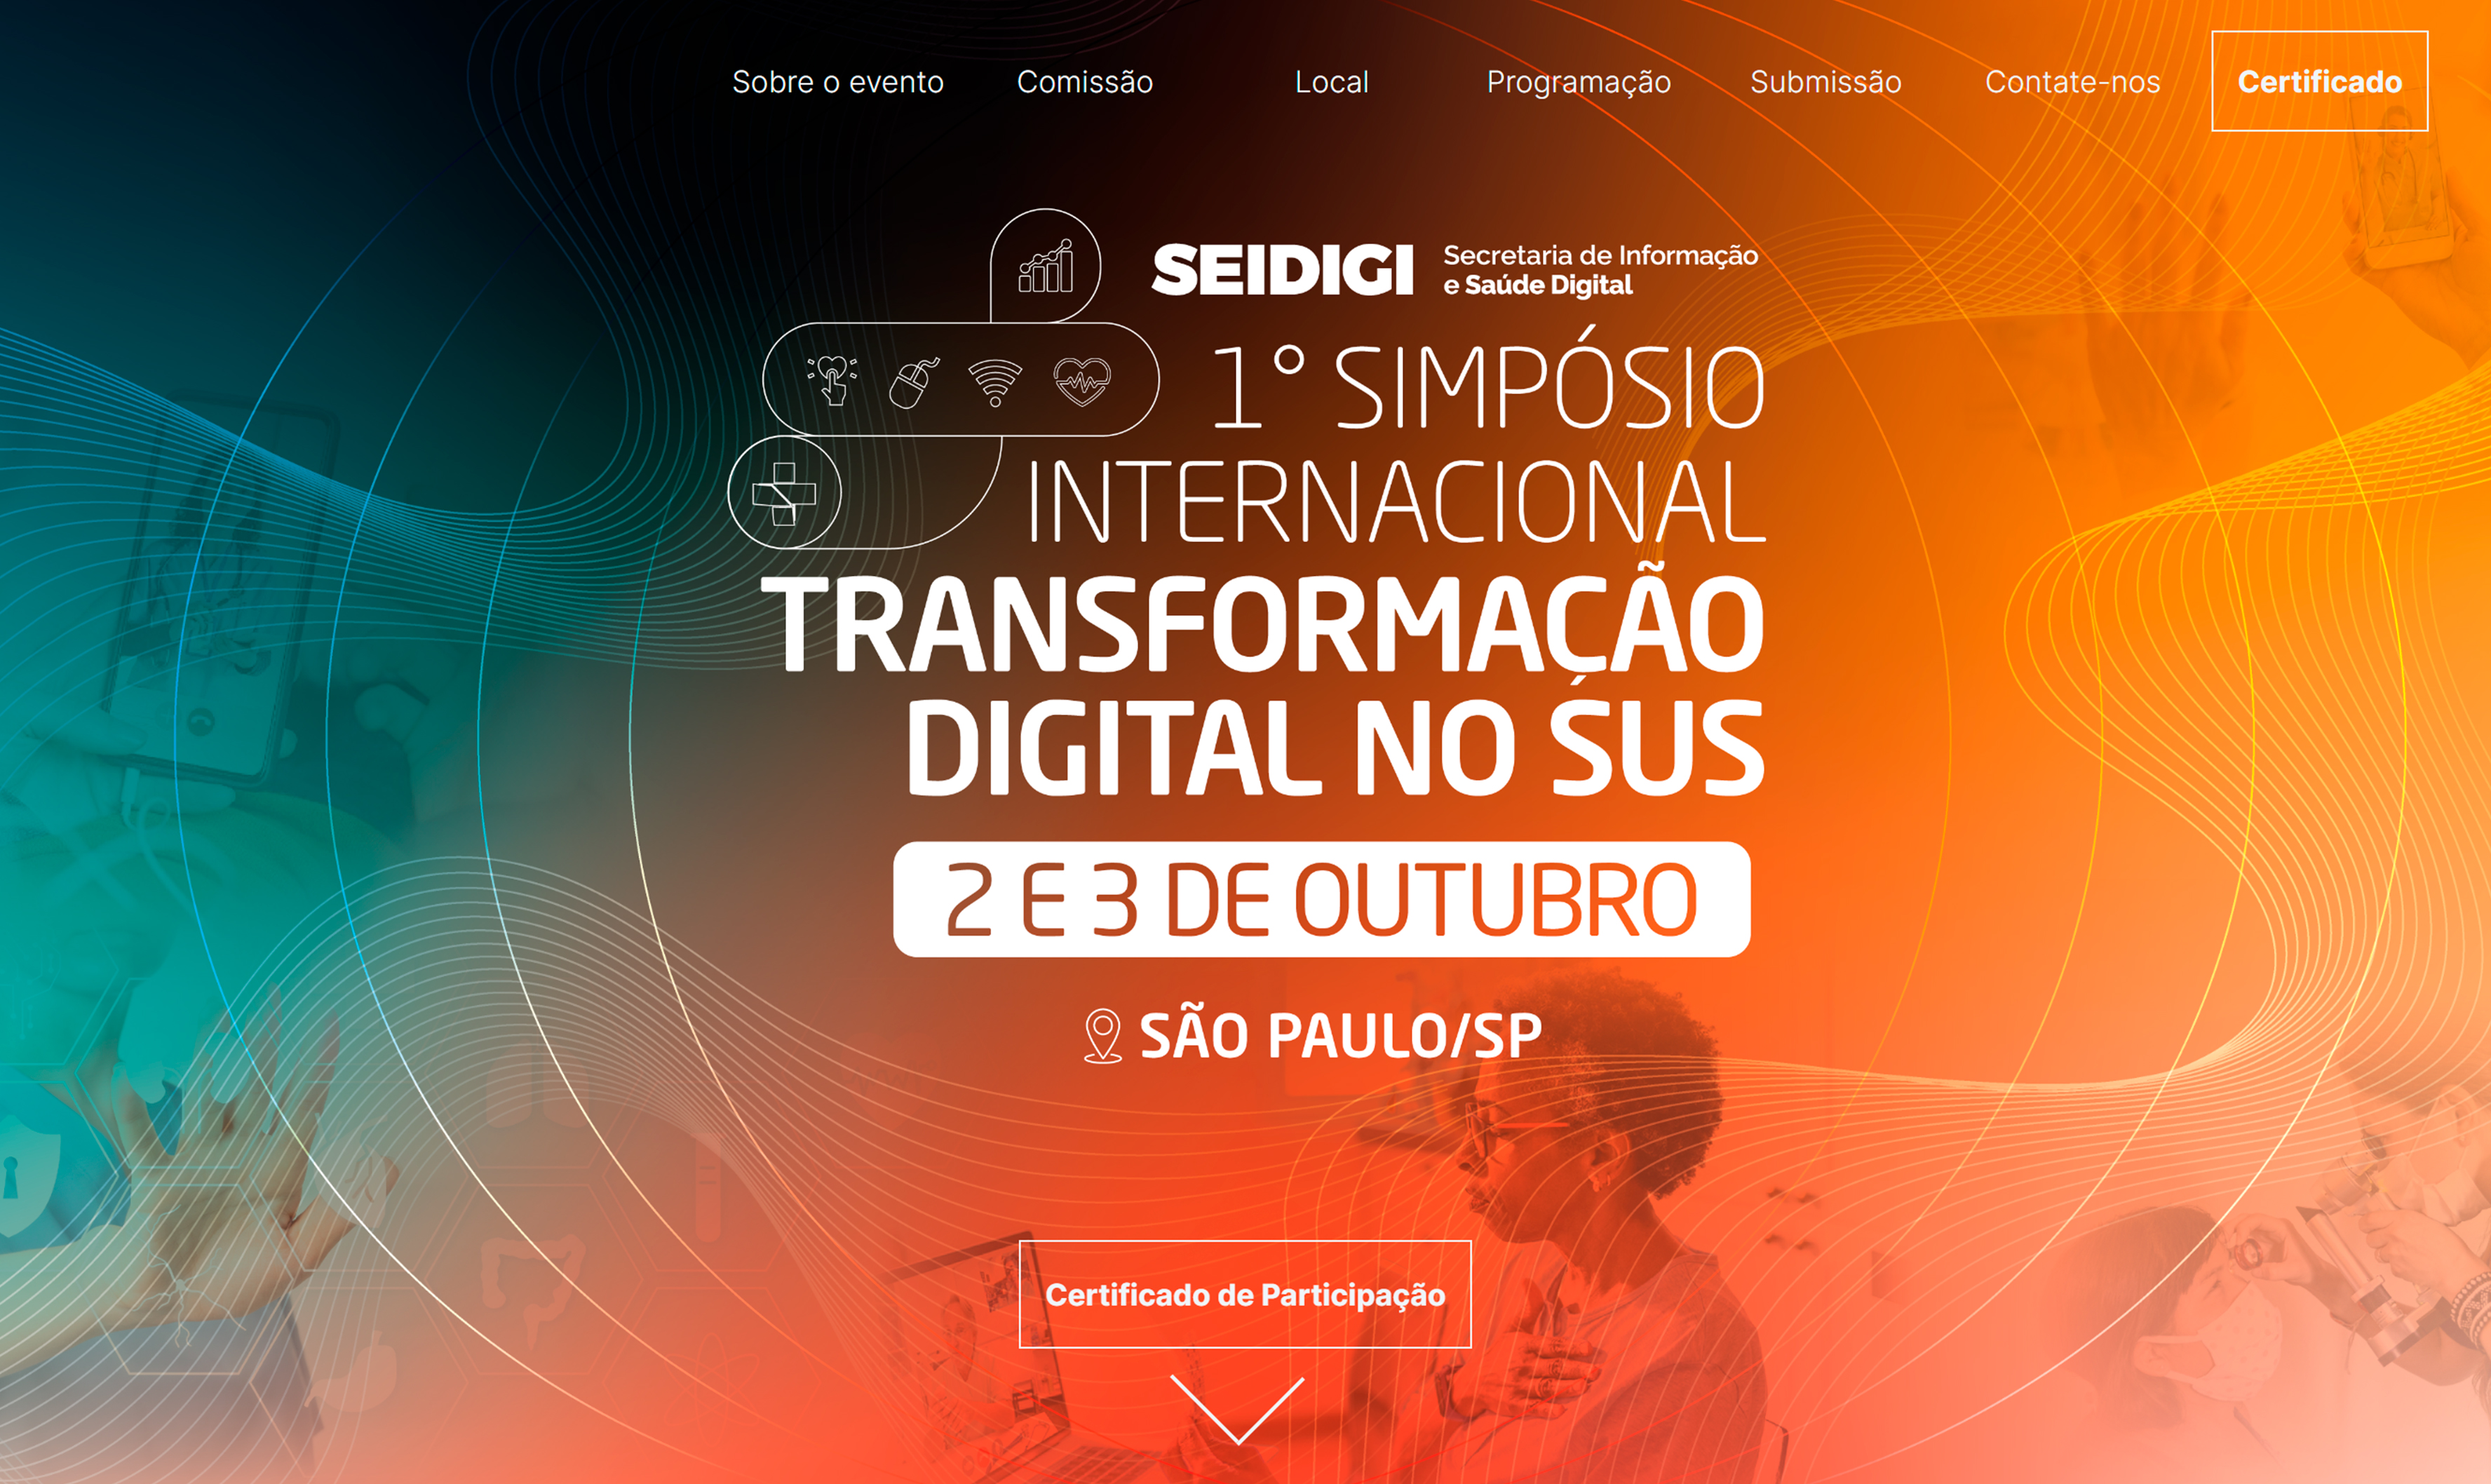 Sobre o evento Comissão Local Programação Submissão Contate-nos Certificado
SEIDIGI Secretaria de Informação
e Saúde Digital
1° SIMPÓSIO
INTERNACIONAL
TRANSFORMAÇÃO
DIGITAL NO SUS
2 E 3 DE OUTUBRO
SÃO PAULO/SP
Certificado de Participação